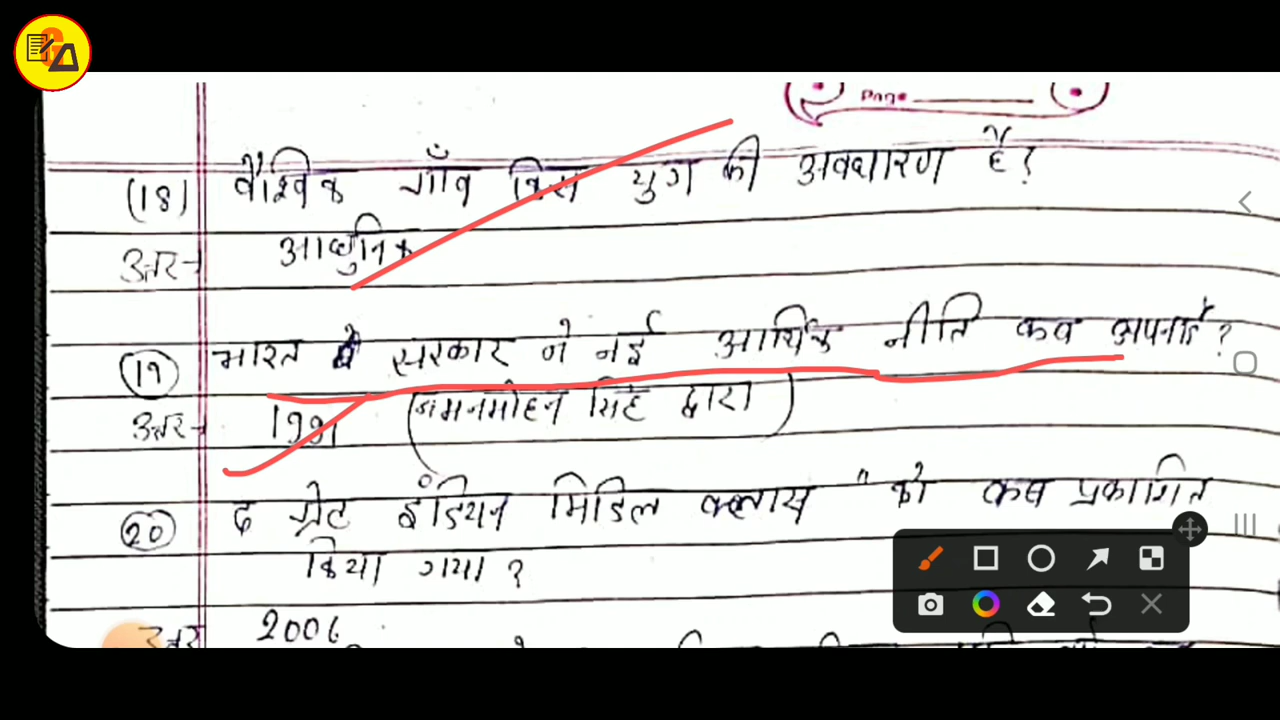 Page
(18) वैश्विक गाँव किस युग की अवधारण है?
उत्तर→ आधुनिक
(19) भारत के सरकार ने नई आर्थिक नीति कब अपनाई?
उत्तर→ 1991 (मनमोहन सिंह द्वारा)
(20) द ग्रेट इंडियन मिडिल क्लास" को कब प्रकाशित
किया गया?
उत्तर 2006